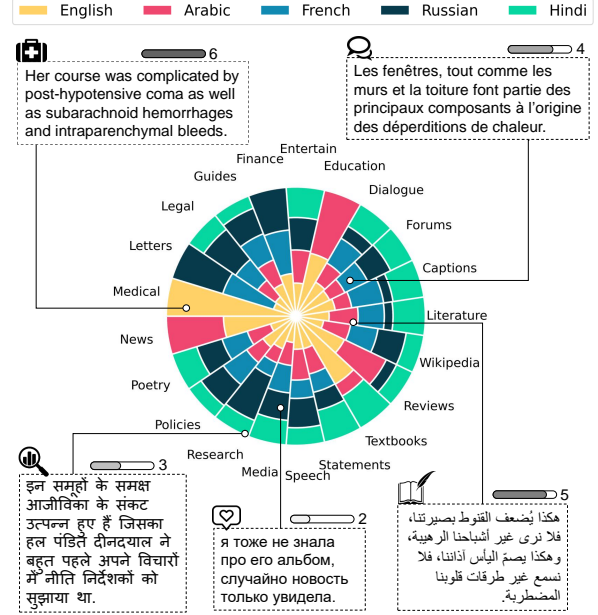 English Arabic French Russian Hindi
6
4
Her course was complicated by
post-hypotensive coma as well
as subarachnoid hemorrhages
and intraparenchymal bleeds.
Les fenêtres, tout comme les
murs et la toiture font partie des
principaux composants à l'origine
des déperditions de chaleur.
Entertain
Finance
Education
Guides
Dialogue
Legal
Forums
Letters
Captions
Medical
Literature
News
Wikipedia
Poetry
Reviews
Policies
Textbooks
Research
Statements
Media
Speech
3
इन समूहों के समक्ष
आजीविका के संकट
उत्पन्न हुए हैं जिसका
हल पंडित दीनदयाल ने
बहुत पहले अपने विचारों
में नीति निर्देशकों को
सुझाया था.
2
я тоже не знала
про его альбом,
случайно новость
только увидела.
5
هكذا يُضعف القنوط بصيرتنا،
فلا نرى غير أشباحنا الرهيبة،
وهكذا يصمّ اليأس آذاننا، فلا
نسمع غير طرقات قلوبنا
المضطربة.